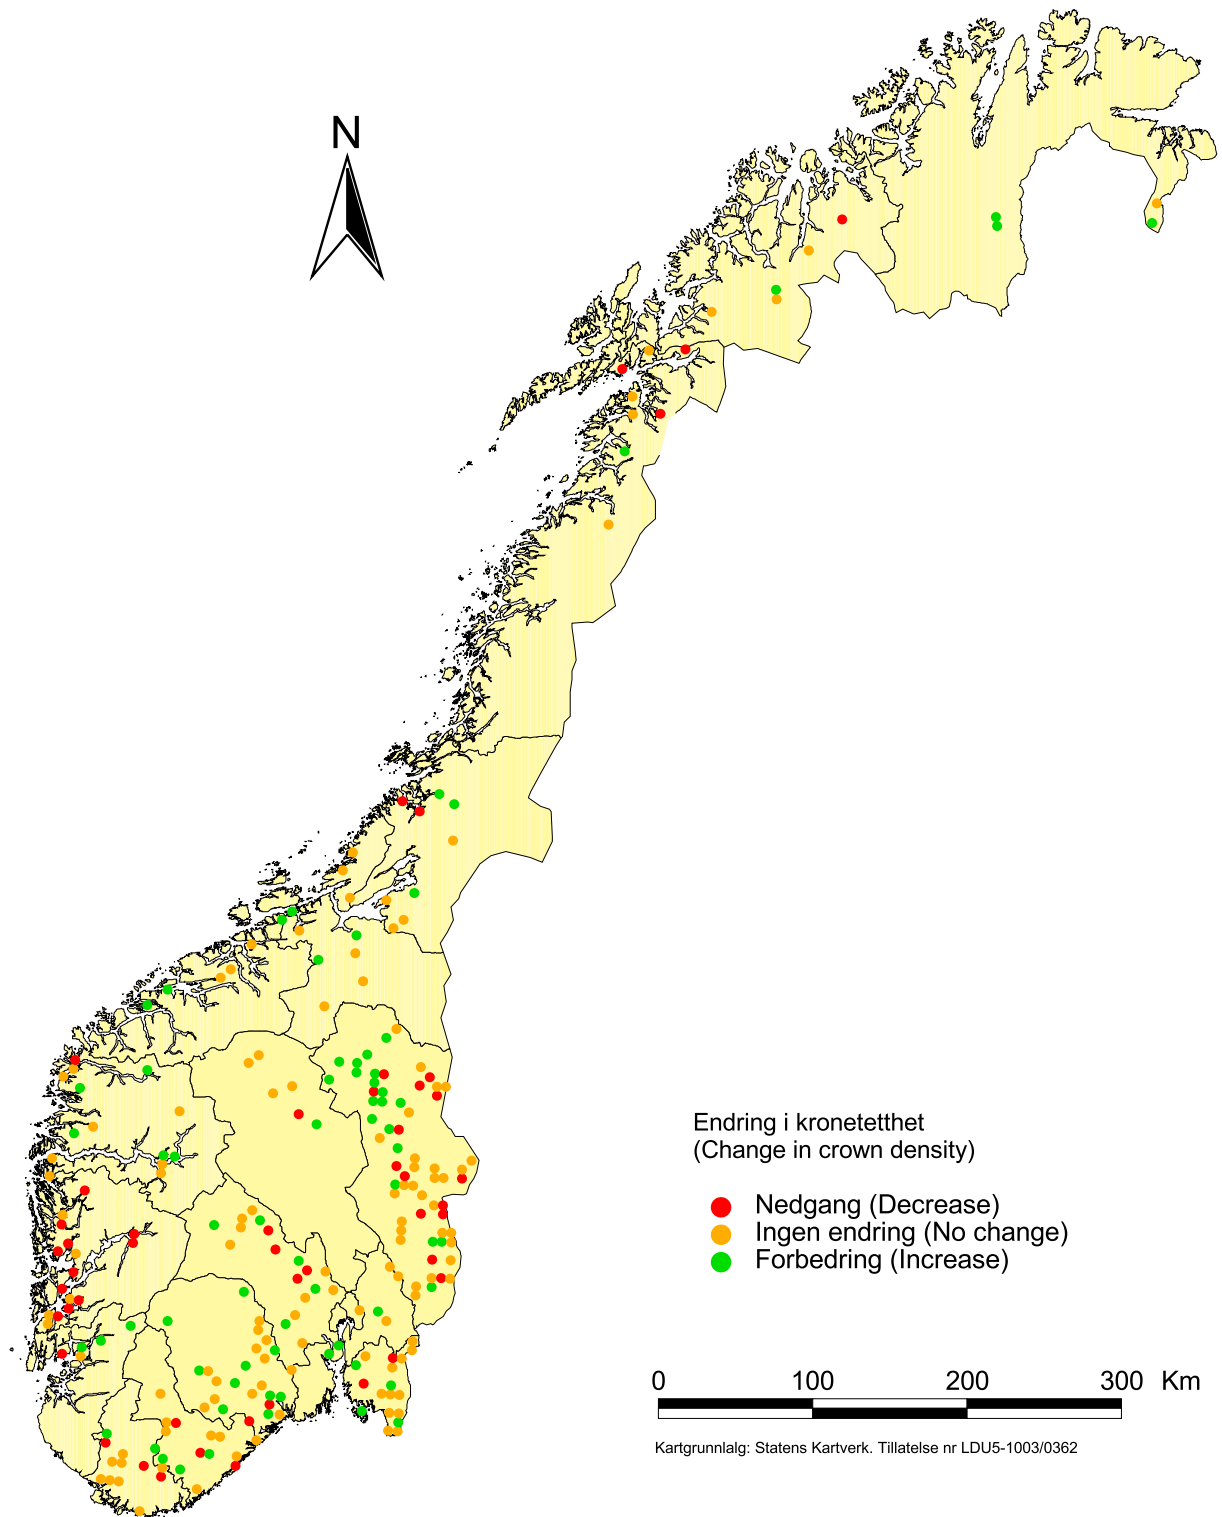 N
Endring i kronetetthet
(Change in crown density)
Nedgang (Decrease)
Ingen endring (No change)
Forbedring (Increase)
0 100 200 300 Km
Kartgrunnlalg: Statens Kartverk. Tillatelse nr LDU5-1003/0362